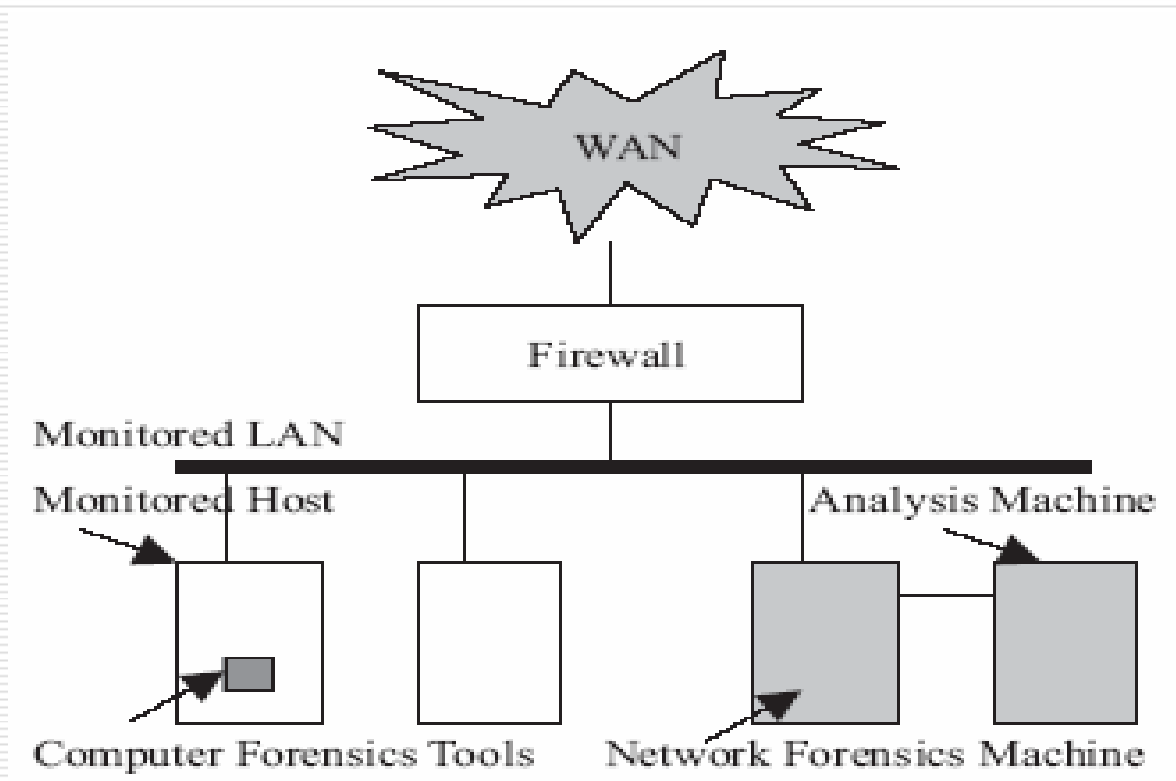 WAN
Firewall
Monitored LAN
Monitored Host
Analysis Machine
Computer Forensics Tools
Network Forensics Machine